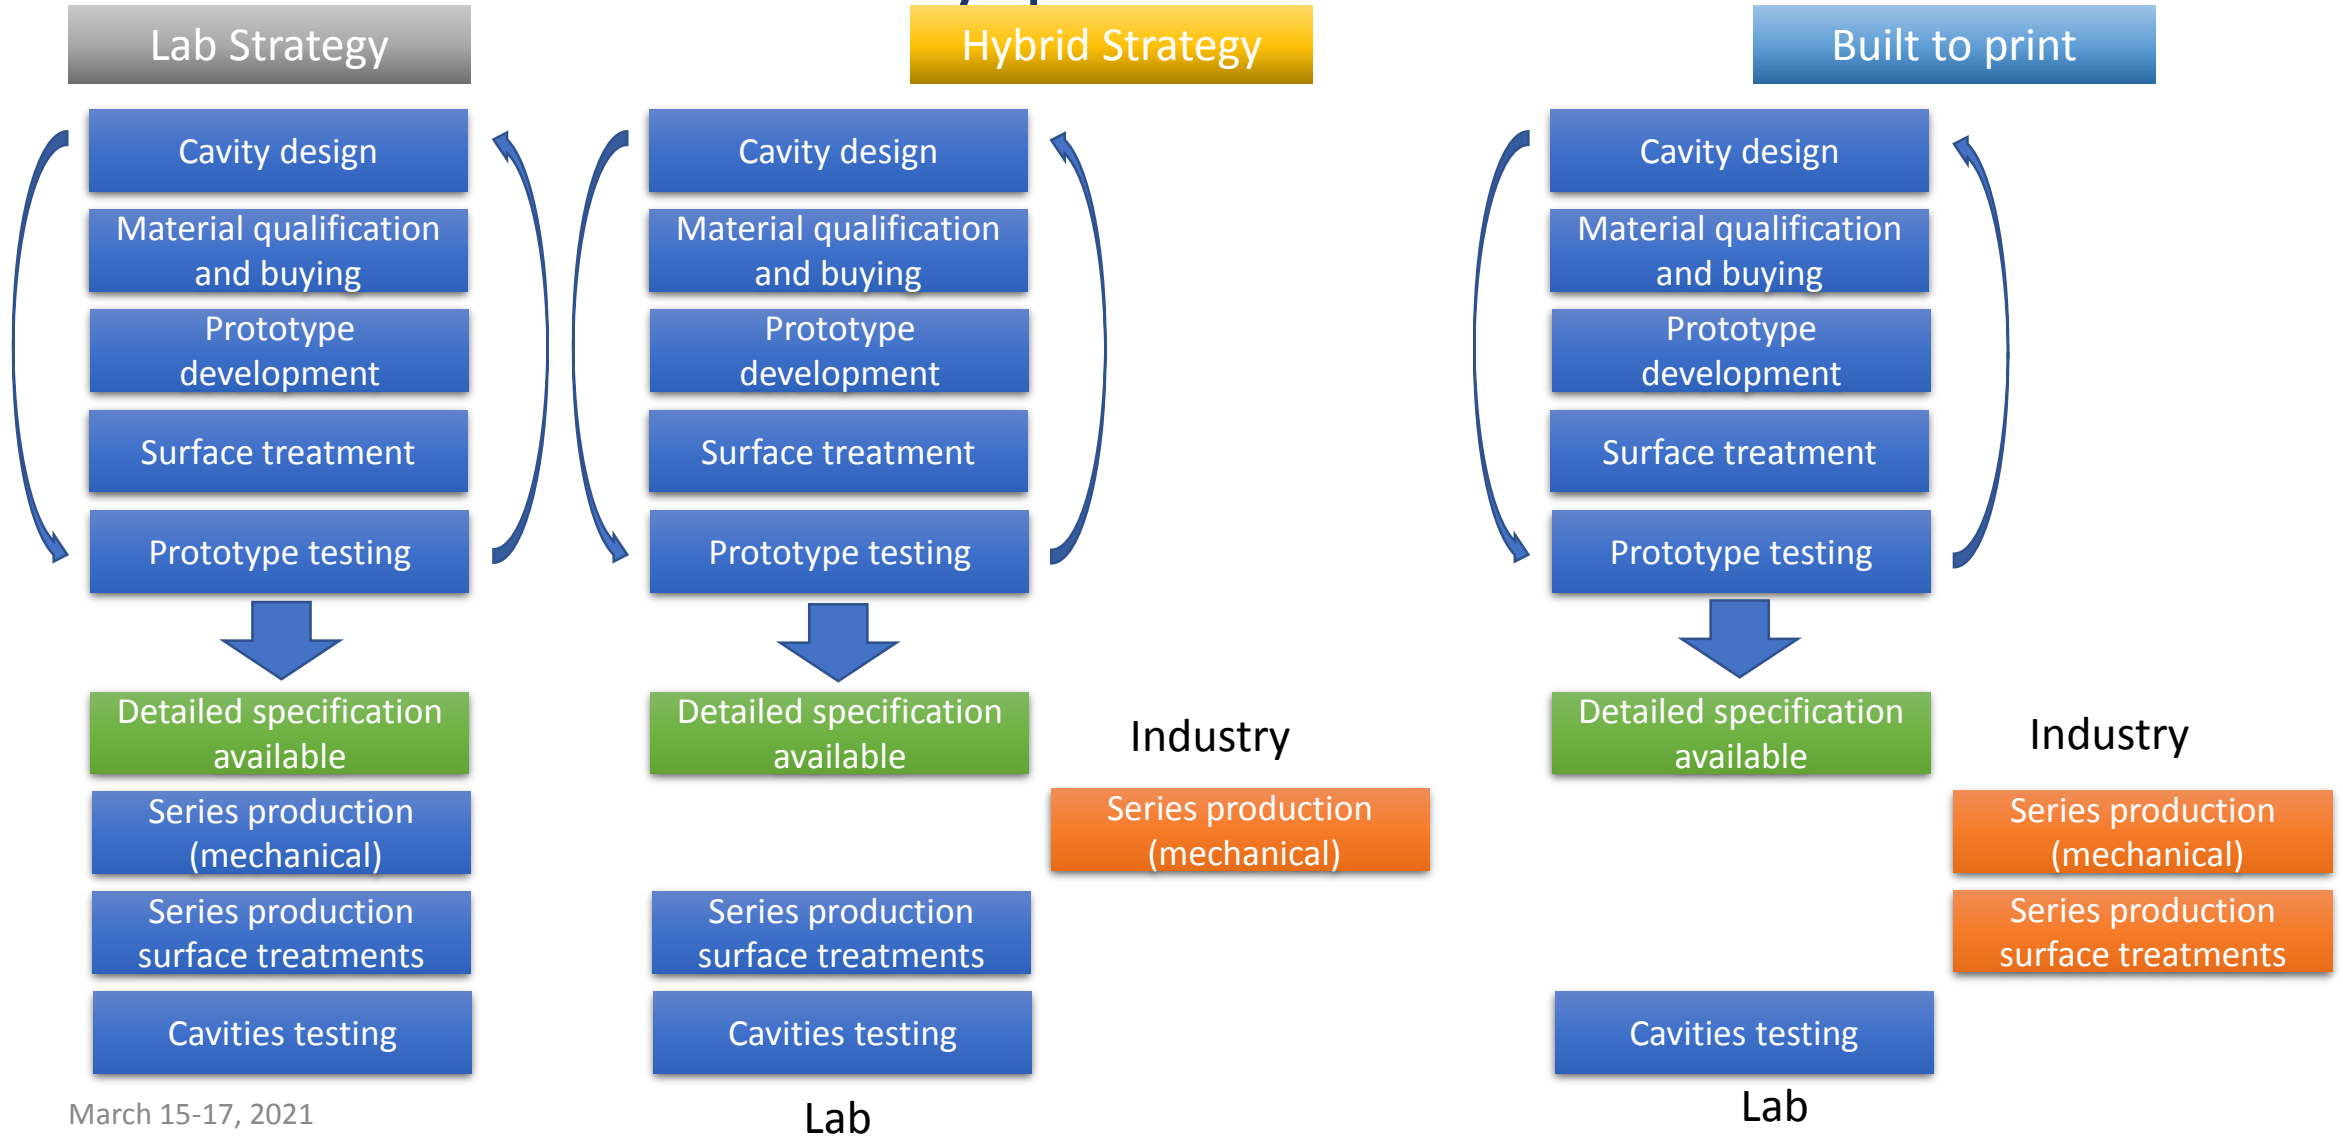 Lab Strategy
Hybrid Strategy
Built to print
Cavity design
Material qualification
and buying
Prototype
development
Surface treatment
Prototype testing
Detailed specification
available
Series production
(mechanical)
Series production
surface treatments
Cavities testing
Cavity design
Material qualification
and buying
Prototype
development
Surface treatment
Prototype testing
Detailed specification
available
Industry
Series production
(mechanical)
Series production
surface treatments
Cavities testing
Lab
Cavity design
Material qualification
and buying
Prototype
development
Surface treatment
Prototype testing
Detailed specification
available
Industry
Series production
(mechanical)
Series production
surface treatments
Cavities testing
Lab
March 15-17, 2021